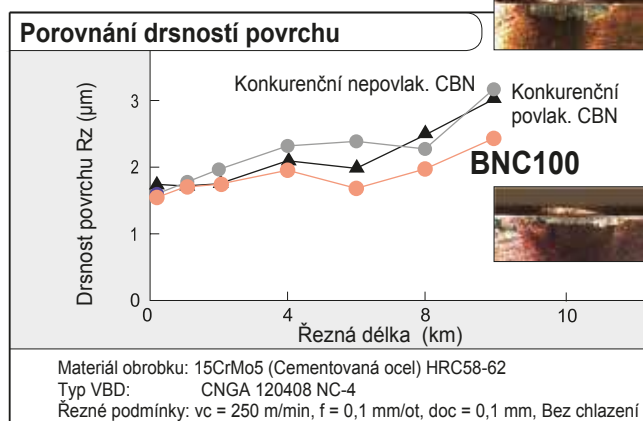 Porovnání drsností povrchu
Konkurenční nepovlak. CBN
Konkurenční
povlak. CBN
BNC100
Drsnost povrchu Rz (µm)
3
2
1
0
0 4 8 10
Řezná délka (km)
Materiál obrobku: 15CrMo5 (Cementovaná ocel) HRC58-62
Typ VBD: CNGA 120408 NC-4
Řezné podmínky: vc = 250 m/min, f = 0,1 mm/ot, doc = 0,1 mm, Bez chlazení